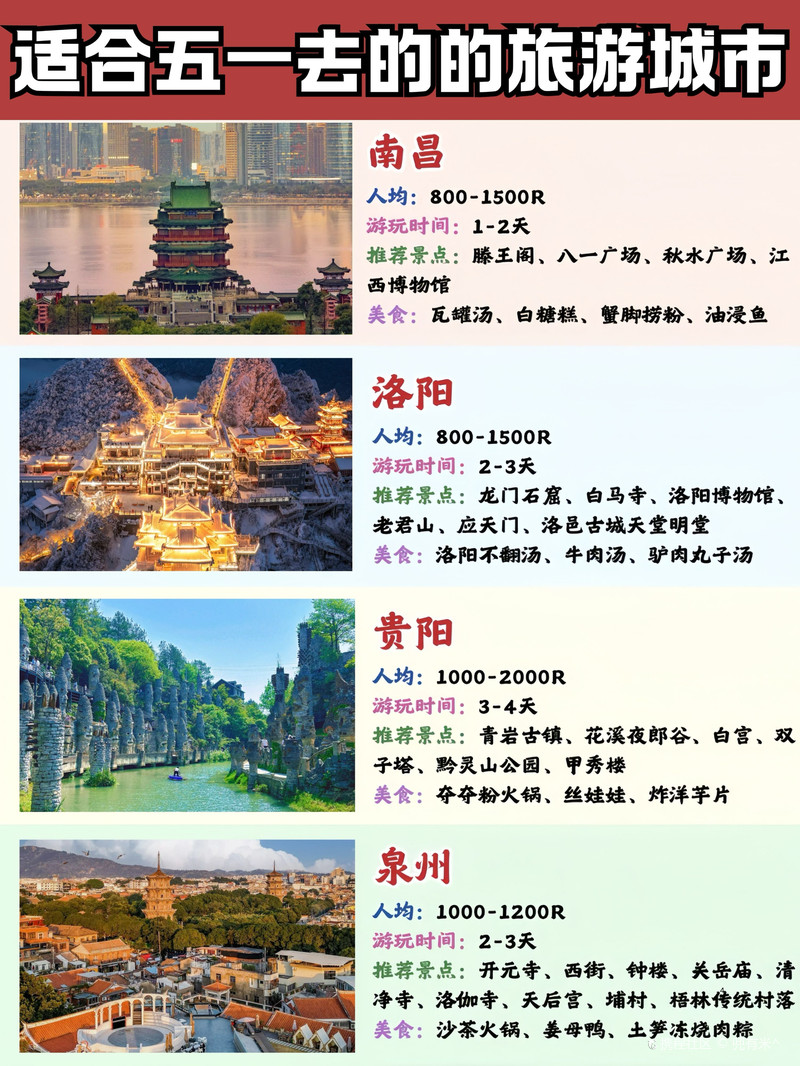 适合五一去的的旅游城市
南昌
人均：800-1500R
游玩时间：1-2天
推荐景点：滕王阁、八一广场、秋水广场、江
西博物馆
美食：瓦罐汤、白糖糕、蟹脚捞粉、油浸鱼
洛阳
人均：800-1500R
游玩时间：2-3天
推荐景点：龙门石窟、白马寺、洛阳博物馆、
老君山、应天门、洛邑古城天堂明堂
美食：洛阳不翻汤、牛肉汤、驴肉丸子汤
贵阳
人均：1000-2000R
游玩时间：3-4天
推荐景点：青岩古镇、花溪夜郎谷、白宫、双
子塔、黔灵山公园、甲秀楼
美食：夺夺粉火锅、丝娃娃、炸洋芋片
泉州
人均：1000-1200R
游玩时间：2-3天
推荐景点：开元寺、西街、钟楼、关岳庙、清
净寺、洛伽寺、天后宫、埔村、梧林传统村落
美食：沙茶火锅、姜母鸭、土笋冻烧肉粽